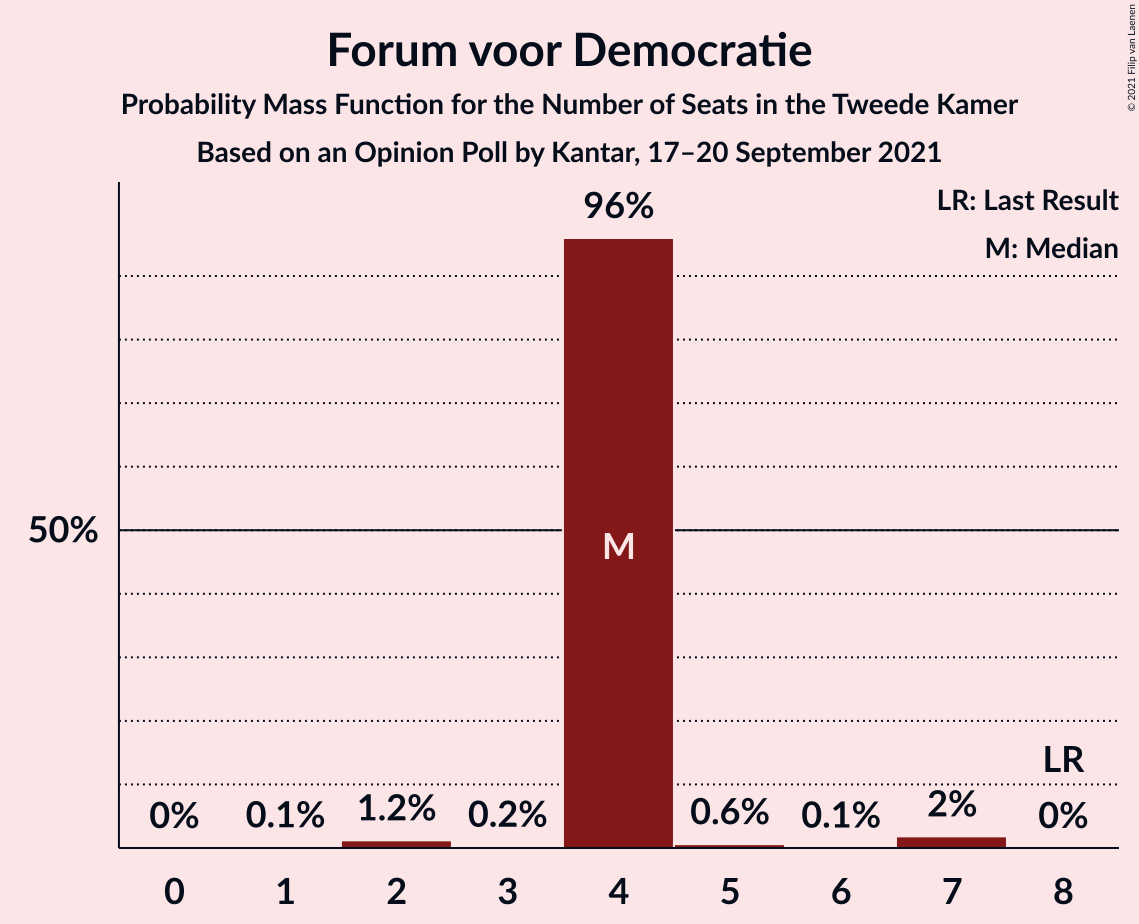 Forum voor Democratie
Probability Mass Function for the Number of Seats in the Tweede Kamer
Based on an Opinion Poll by Kantar, 17–20 September 2021
© 2021 Filip van Laenen
LR: Last Result
M: Median
96%
50%
M
LR
0% 0.1% 1.2% 0.2% 0.6% 0.1% 2% 0%
0 1 2 3 4 5 6 7 8